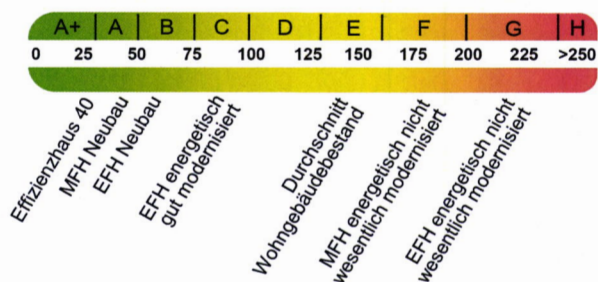 A+ A B C D E F G H
0 25 50 75 100 125 150 175 200 225 >250
Effizienzhaus 40
MFH Neubau
EFH Neubau
EFH energetisch
gut modernisiert
Durchschnitt
Wohngebäudebestand
MFH energetisch nicht
wesentlich modernisiert
EFH energetisch nicht
wesentlich modernisiert